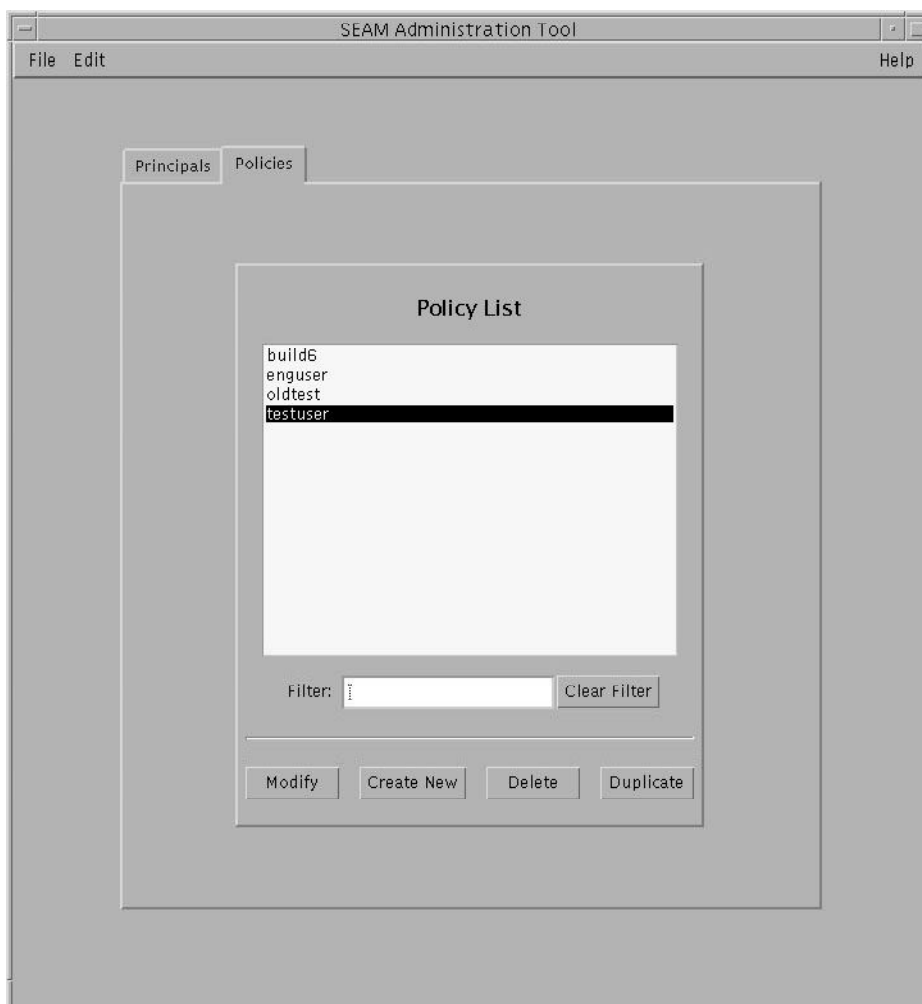 SEAM Administration Tool
File Edit Help
Principals Policies
Policy List
build6
enguser
oldtest
testuser
Filter: Clear Filter
Modify Create New Delete Duplicate